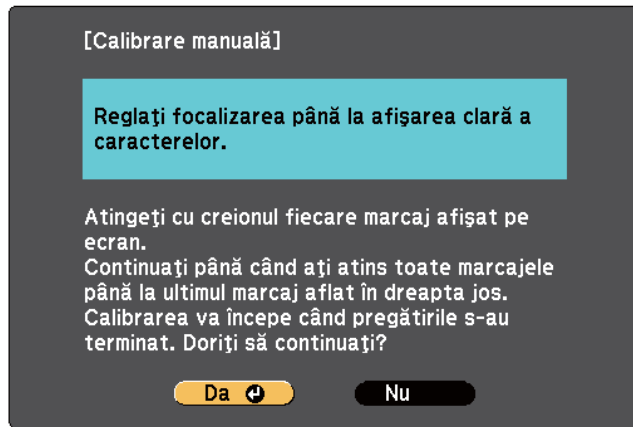 [Calibrare manuală]
Reglaţi focalizarea până la afişarea clară a
caracterelor.
Atingeţi cu creionul fiecare marcaj afişat pe
ecran.
Continuaţi până când aţi atins toate marcajele
până la ultimul marcaj aflat în dreapta jos.
Calibrarea va începe când pregătirile s-au
terminat. Doriţi să continuaţi?
Da Nu